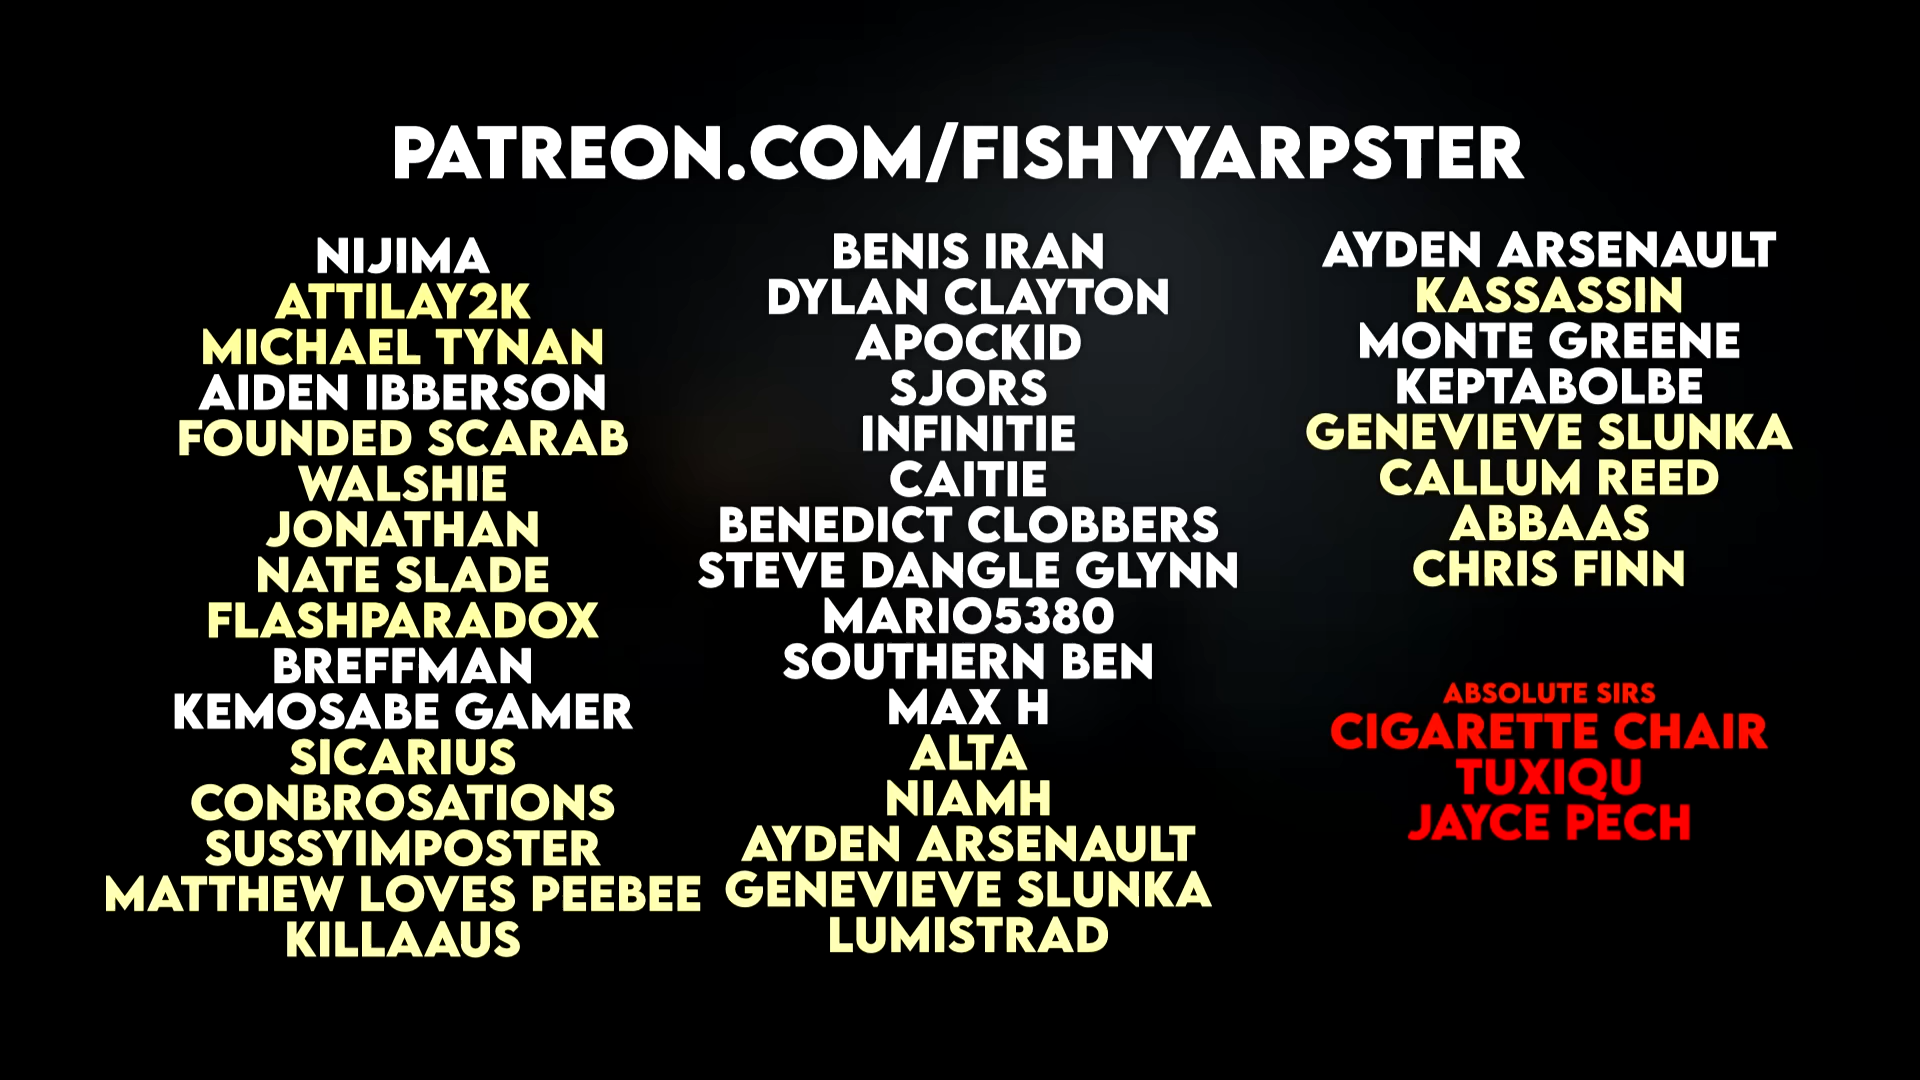 PATREON.COM/FISHYYARPSTER
NIJIMA
ATTILAY2K
MICHAEL TYNAN
AIDEN IBBERSON
FOUNDED SCARAB
WALSHIE
JONATHAN
NATE SLADE
FLASHPARADOX
BREFFMAN
KEMOSABE GAMER
SICARIUS
CONBROSATIONS
SUSSYIMPOSTER
MATTHEW LOVES PEEBEE
KILLAAUS
BENIS IRAN
DYLAN CLAYTON
APOCKID
SJORS
INFINITIE
CAITIE
BENEDICT CLOBBERS
STEVE DANGLE GLYNN
MARIO5380
SOUTHERN BEN
MAX H
ALTA
NIAMH
AYDEN ARSENAULT
GENEVIEVE SLUNKA
LUMISTRAD
AYDEN ARSENAULT
KASSASSIN
MONTE GREENE
KEPTABOLBE
GENEVIEVE SLUNKA
CALLUM REED
ABBAAS
CHRIS FINN
ABSOLUTE SIRS
CIGARETTE CHAIR
TUXIQU
JAYCE PECH